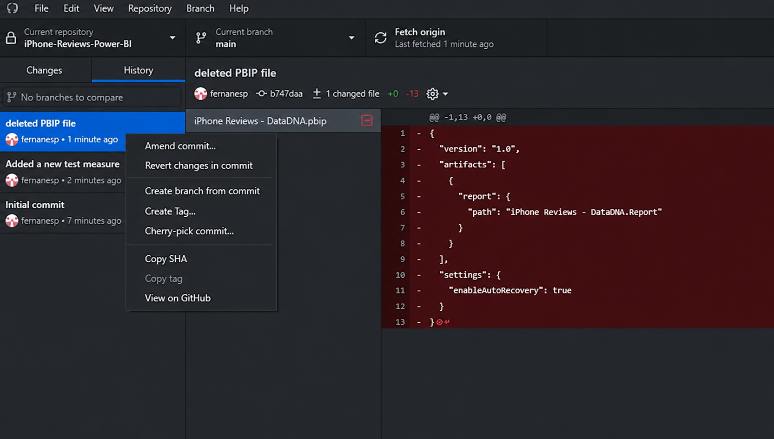 File Edit View Repository Branch Help
Current repository
iPhone-Reviews-Power-BI
Current branch
main
Fetch origin
Last fetched 1 minute ago
Changes History
No branches to compare
deleted PBIP file
fernanesp • 1 minute ago
Added a new test measure
fernanesp • 2 minutes ago
Initial commit
fernanesp • 7 minutes ago
Amend commit...
Revert changes in commit
Create branch from commit
Create Tag...
Cherry-pick commit...
Copy SHA
Copy tag
View on GitHub
deleted PBIP file
fernanesp b747daa 1 changed file +0 -13
iPhone Reviews - DataDNA.pbip
@@ -1,13 +0,0 @@
1 - {
2 - "version": "1.0",
3 - "artifacts": [
4 - {
5 - "report": {
6 - "path": "iPhone Reviews - DataDNA.Report"
7 - }
8 - }
9 - ],
10 - "settings": {
11 - "enableAutoRecovery": true
12 - }
13 - }